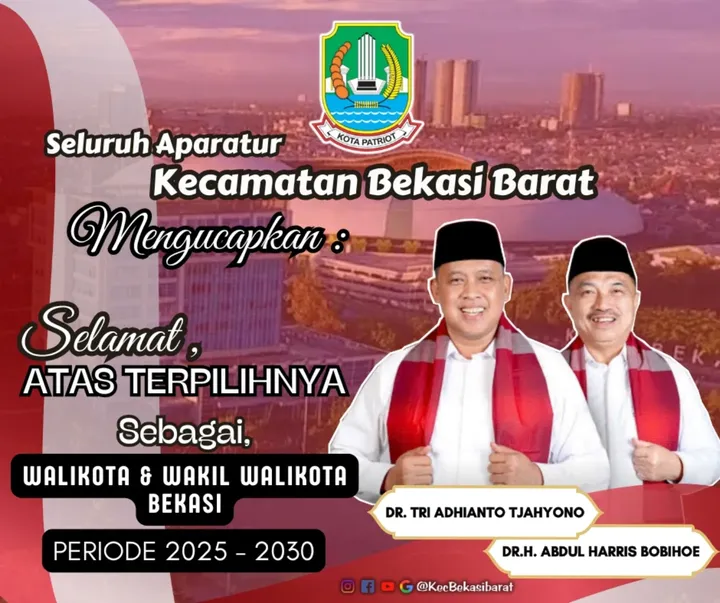 KOTA PATRIOT
Seluruh Aparatur
Kecamatan Bekasi Barat
Mengucapkan :
Selamat ,
ATAS TERPILIHNYA
Sebagai,
WALIKOTA & WAKIL WALIKOTA
BEKASI
PERIODE 2025 - 2030
DR. TRI ADHIANTO TJAHYONO
DR.H. ABDUL HARRIS BOBIHOE
@KecBekasibarat